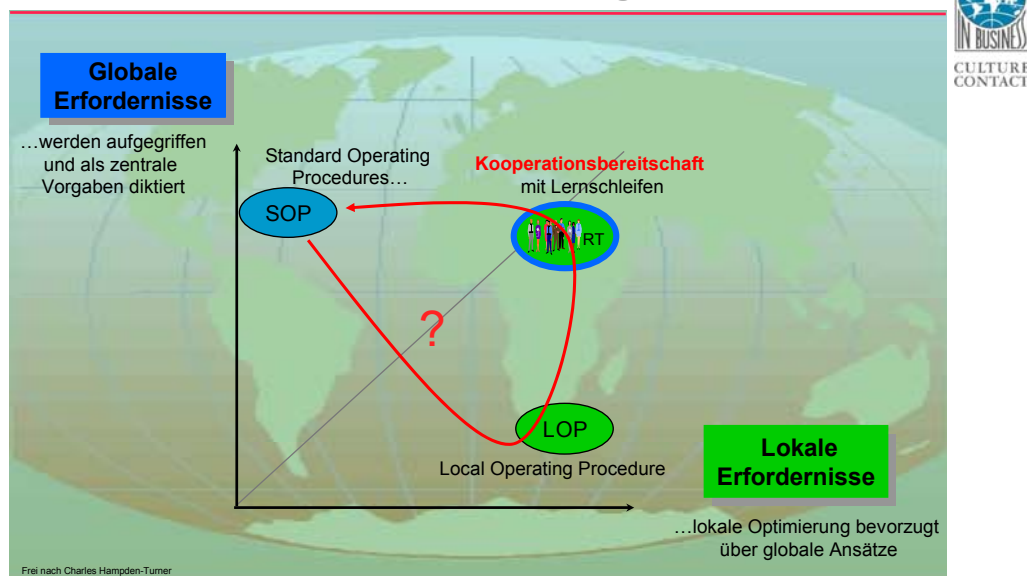 IN BUSINESS
CULTURE
CONTACT
Globale
Erfordernisse
…werden aufgegriffen
und als zentrale
Vorgaben diktiert
Standard Operating
Procedures…
SOP
Kooperationsbereitschaft
mit Lernschleifen
RT
?
LOP
Local Operating Procedure
Lokale
Erfordernisse
…lokale Optimierung bevorzugt
über globale Ansätze
Frei nach Charles Hampden-Turner